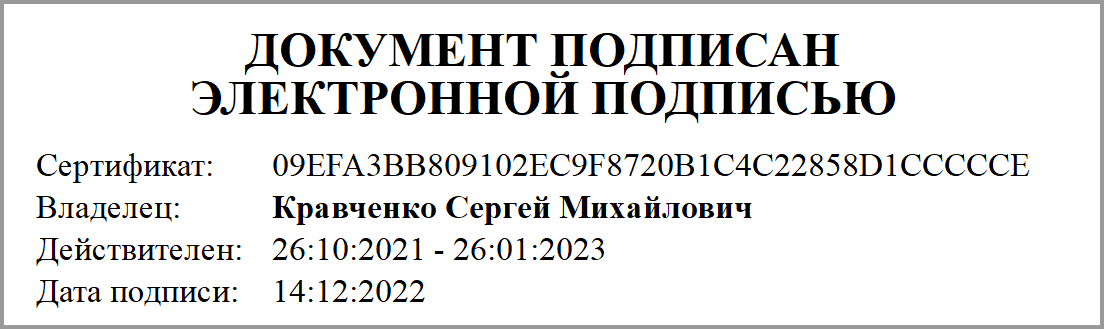 ДОКУМЕНТ ПОДПИСАН
ЭЛЕКТРОННОЙ ПОДПИСЬЮ
Сертификат: 09EFA3BB809102EC9F8720B1C4C22858D1CCCCCE
Владелец: Кравченко Сергей Михайлович
Действителен: 26:10:2021 - 26:01:2023
Дата подписи: 14:12:2022